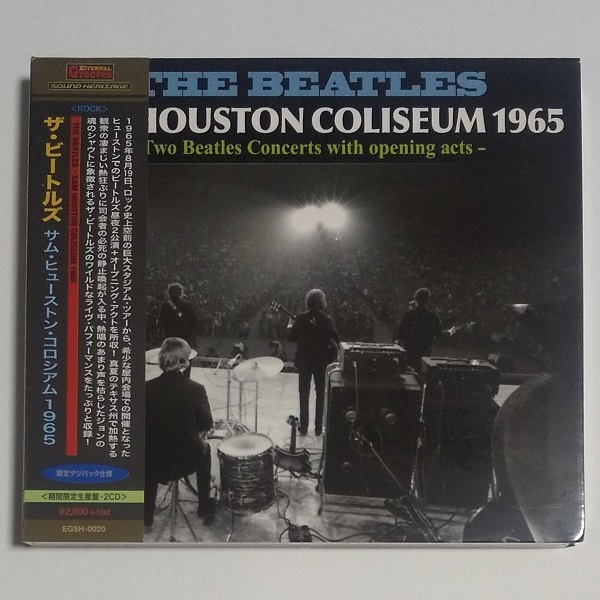 ETERNAL
GROOVES
SOUND HERITAGE
<ROCK>
ザ・ビートルズ サム・ヒューストン・コロシアム 1965
THE BEATLES - SAM HOUSTON COLISEUM 1965
1965年8月19日、ロック史上空前の巨大スタジアム・ツアーから、希少な屋内会場での開催となった
ヒューストンでのビートルズ昼夜2公演+オープニング・アクトを所収！真夏のテキサス州で加熱する
観衆の凄まじい熱狂ぶりに司会者の必死の静止喚起が入る中、熱唱のあまり声を枯らしたジョンの
魂のシャウトに象徴されるザ・ビートルズのワイルドなライヴ・パフォーマンスをたっぷりと収録！
限定デジパック仕様
<期間限定生産盤・2CD>
¥2,800 +tax
EGSH-0020
THE BEATLES
HOUSTON COLISEUM 1965
Two Beatles Concerts with opening acts –